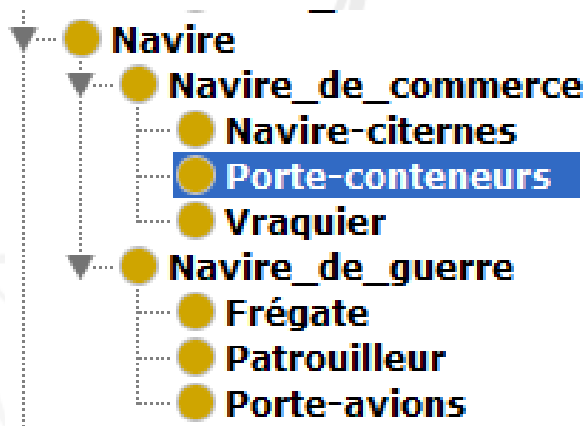 Navire
Navire_de_commerce
Navire-citernes
Porte-conteneurs
Vraquier
Navire_de_guerre
Frégate
Patrouilleur
Porte-avions